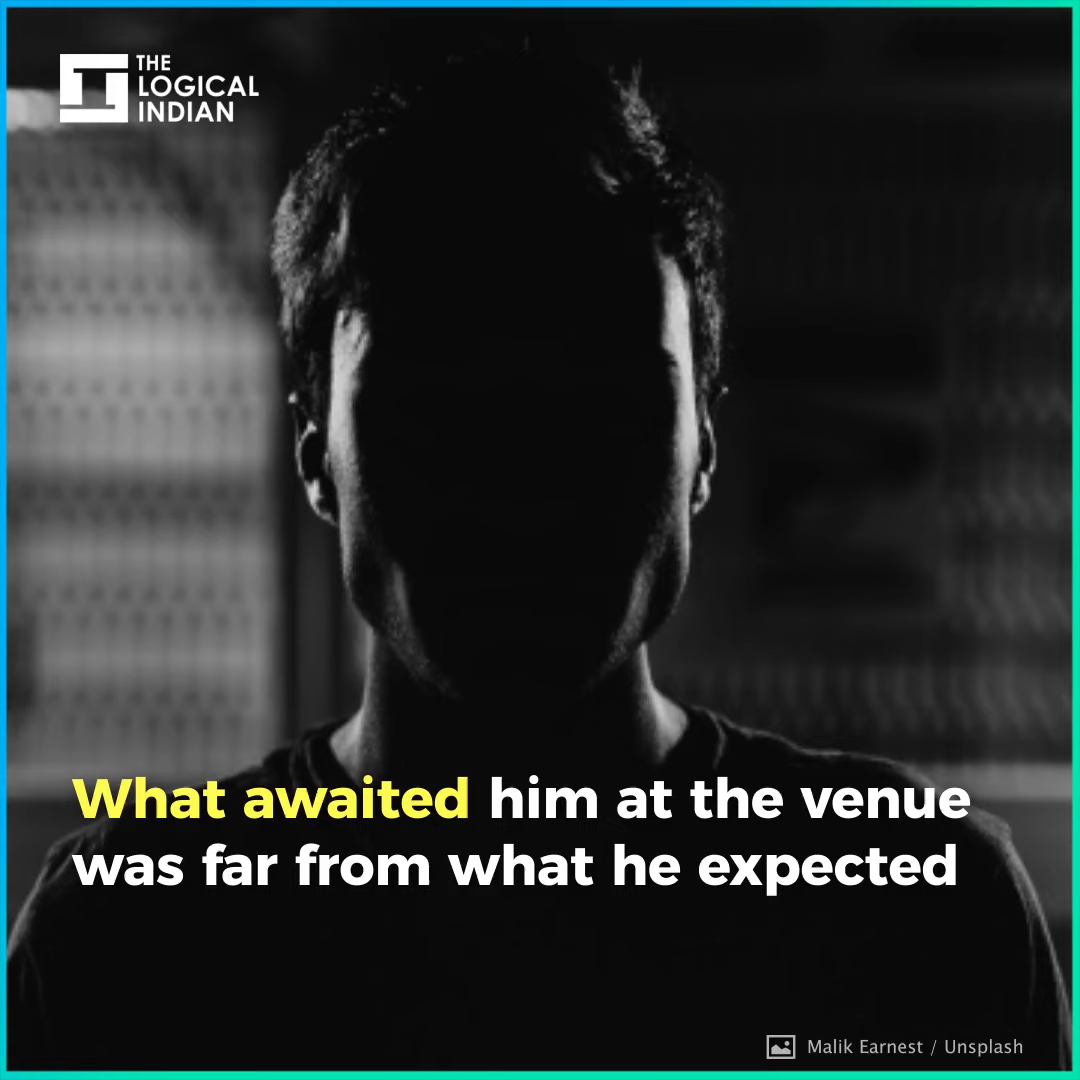 THE
LOGICAL
INDIAN
What awaited him at the venue
was far from what he expected
Malik Earnest / Unsplash